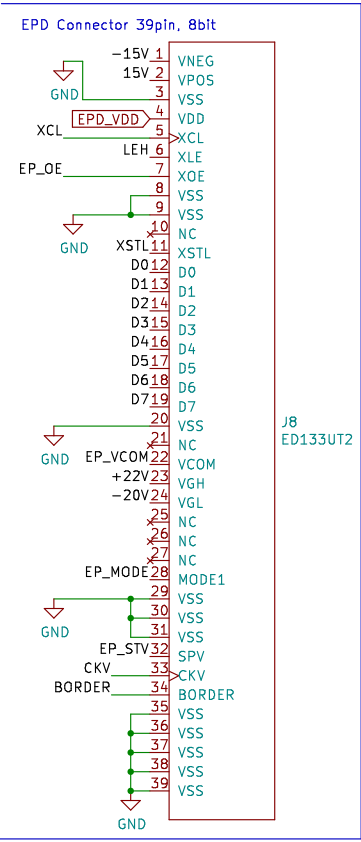 EPD Connector 39pin, 8bit
-15V 1 VNEG
15V 2 VPOS
GND 3 VSS
EPD_VDD 4 VDD
XCL 5 XCL
LEH 6 XLE
EP_OE 7 XOE
8 VSS
9 VSS
GND 10 NC
XSTL 11 XSTL
D0 12 D0
D1 13 D1
D2 14 D2
D3 15 D3
D4 16 D4
D5 17 D5
D6 18 D6
D7 19 D7
20 VSS
J8
ED133UT2
GND 21 NC
EP_VCOM 22 VCOM
+22V 23 VGH
-20V 24 VGL
25 NC
26 NC
27 NC
EP_MODE 28 MODE1
29 VSS
30 VSS
GND 31 VSS
EP_STV 32 SPV
CKV 33 CKV
BORDER 34 BORDER
35 VSS
36 VSS
37 VSS
38 VSS
39 VSS
GND